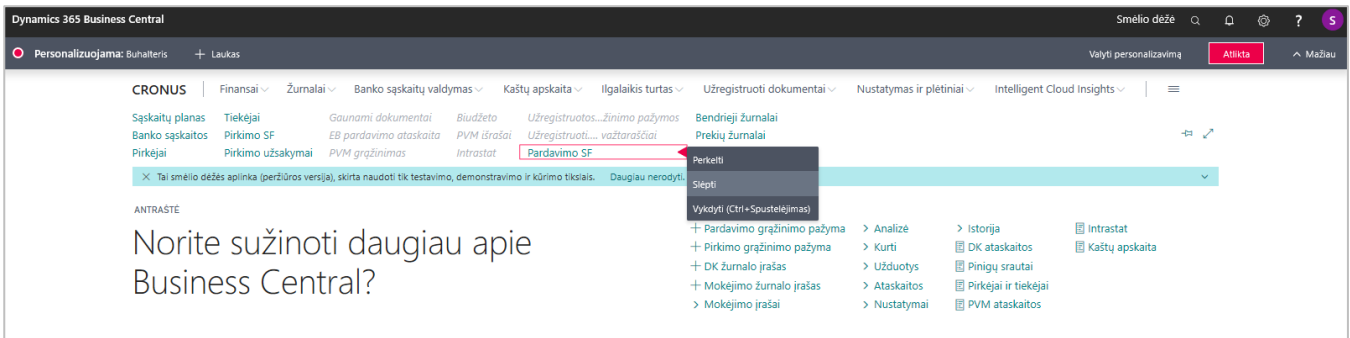 Dynamics 365 Business Central Smėlio dėžė ? S
Personalizuojama: Buhalteris + Laukas Valyti personalizavimą Atlikta Mažiau
CRONUS Finansai Žurnalai Banko sąskaitų valdymas Kaštų apskaita Ilgalaikis turtas Užregistruoti dokumentai Nustatymas ir plėtiniai Intelligent Cloud Insights
Sąskaitų planas Tiekėjai Gaunami dokumentai Biudžeto Užregistruotos...žinimo pažymos Bendrieji žurnalai
Banko sąskaitos Pirkimo SF EB pardavimo ataskaita PVM išrašai Užregistruoti.... važtaraščiai Prekių žurnalai
Pirkėjai Pirkimo užsakymai PVM grąžinimas Intrastat Pardavimo SF
Perkelti
Slėpti
Vykdyti (Ctrl+Spustelėjimas)
Tai smėlio dėžės aplinka (peržiūros versija), skirta naudoti tik testavimo, demonstravimo ir kūrimo tikslais. Daugiau nerodyti.
ANTRAŠTĖ
Norite sužinoti daugiau apie
Business Central?
+ Pardavimo grąžinimo pažyma > Analizė > Istorija Intrastat
+ Pirkimo grąžinimo pažyma > Kurti DK ataskaitos Kaštų apskaita
+ DK žurnalo įrašas > Užduotys Pinigų srautai
+ Mokėjimo žurnalo įrašas > Ataskaitos Pirkėjai ir tiekėjai
> Mokėjimo įrašai > Nustatymai PVM ataskaitos